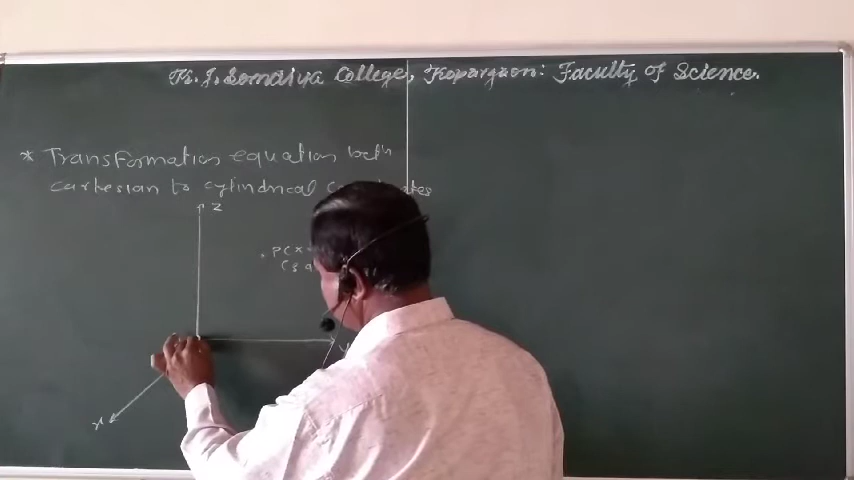 K. J. Somaiya College, Kopargaon: Faculty of Science.
* Transformation equation betn
cartesian to cylindrical
z
P(x
(ρ
y
x